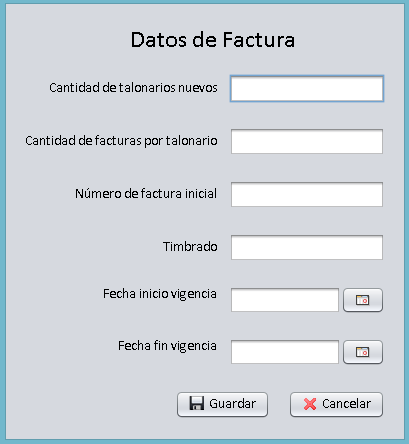 Datos de Factura
Cantidad de talonarios nuevos
Cantidad de facturas por talonario
Número de factura inicial
Timbrado
Fecha inicio vigencia
Fecha fin vigencia
Guardar
Cancelar